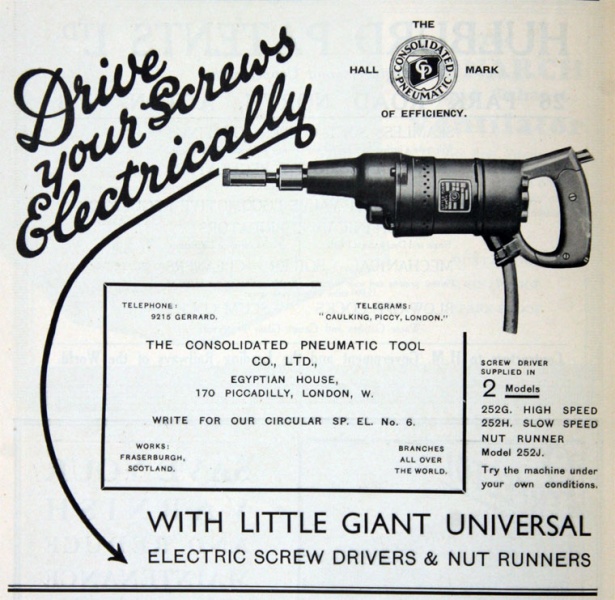 Drive
your Screws
Electrically
THE
HALL MARK
CONSOLIDATED
CP
PNEUMATIC
OF EFFICIENCY.
TELEPHONE:
9215 GERRARD.
TELEGRAMS:
"CAULKING, PICCY, LONDON."
THE CONSOLIDATED PNEUMATIC TOOL
CO., LTD.,
EGYPTIAN HOUSE,
170 PICCADILLY, LONDON, W.
WRITE FOR OUR CIRCULAR SP. EL. No. 6.
WORKS:
FRASERBURGH,
SCOTLAND.
BRANCHES
ALL OVER
THE WORLD.
SCREW DRIVER
SUPPLIED IN
2 Models
252G. HIGH SPEED
252H. SLOW SPEED
NUT RUNNER
Model 252J.
Try the machine under
your own conditions.
WITH LITTLE GIANT UNIVERSAL
ELECTRIC SCREW DRIVERS & NUT RUNNERS